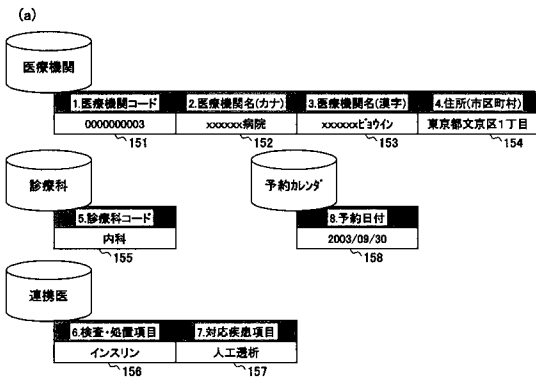 (a)
医療機関
1.医療機関コード 2.医療機関名(カナ) 3.医療機関名(漢字) 4.住所(市区町村)
0000000003 xxxxxx病院 xxxxxxビョウイン 東京都文京区1丁目
151 152 153 154
診療科 予約カレンダ
5.診療科コード 8.予約日付
内科 2003/09/30
155 158
連携医
6.検査・処置項目 7.対応疾患項目
インスリン 人工透析
156 157